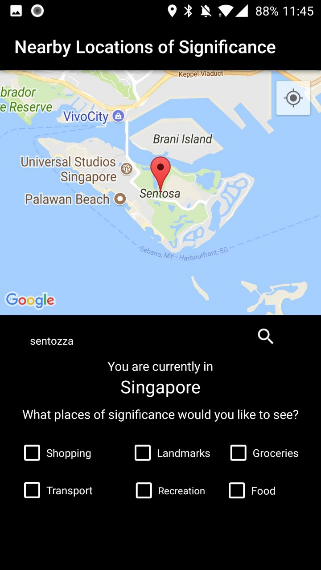 88% 11:45
Nearby Locations of Significance
Keppel Viaduct
brador
e Reserve
VivoCity
Brani Island
Universal Studios
Singapore
Sentosa
Palawan Beach
Google
sentozza
You are currently in
Singapore
What places of significance would you like to see?
Shopping
Landmarks
Groceries
Transport
Recreation
Food